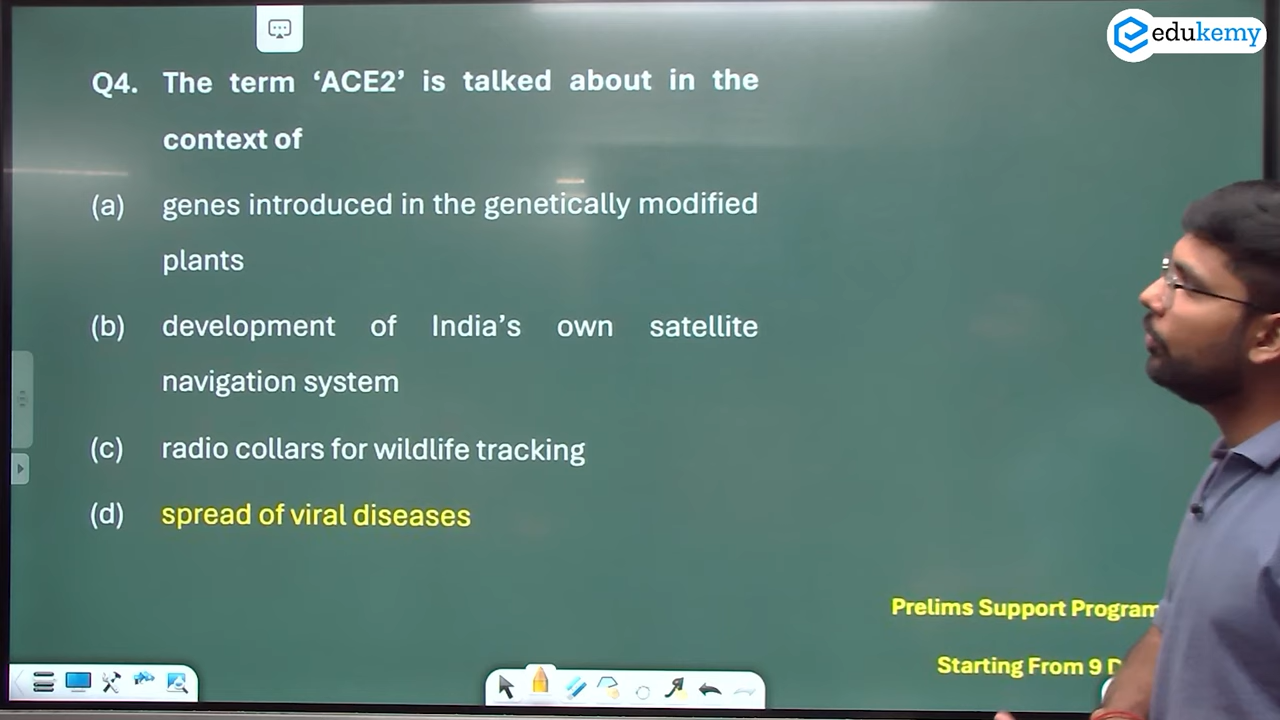 edukemy
Q4. The term ‘ACE2’ is talked about in the
context of
(a) genes introduced in the genetically modified
plants
(b) development of India’s own satellite
navigation system
(c) radio collars for wildlife tracking
(d) spread of viral diseases
Prelims Support Program
Starting From 9